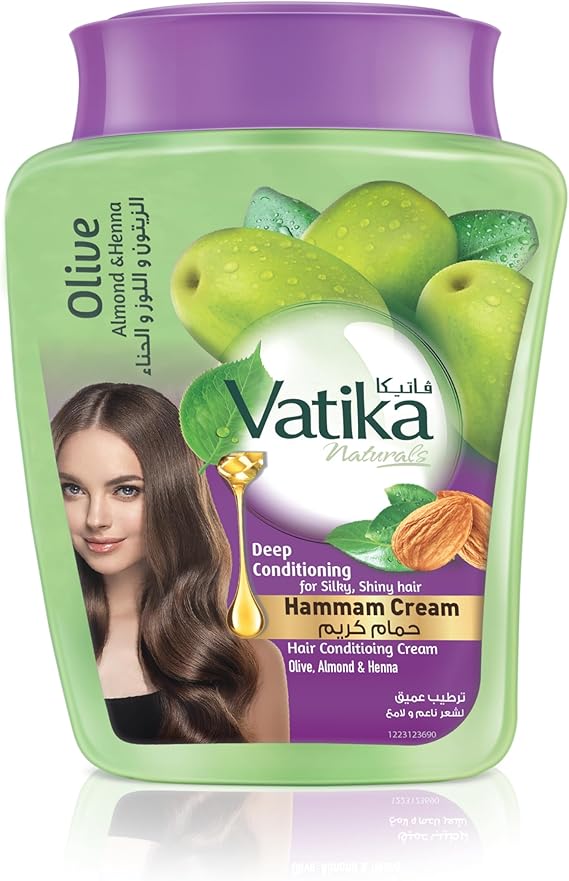 Olive
Almond &Henna
الزيتون و اللوز و الحناء
ڤاتيكا
Vatika
Naturals
Deep
Conditioning
for Silky, Shiny hair
Hammam Cream
حمام كريم
Hair Conditioing Cream
Olive, Almond & Henna
ترطيب عميق
لشعر ناعم و لامع
1223123690